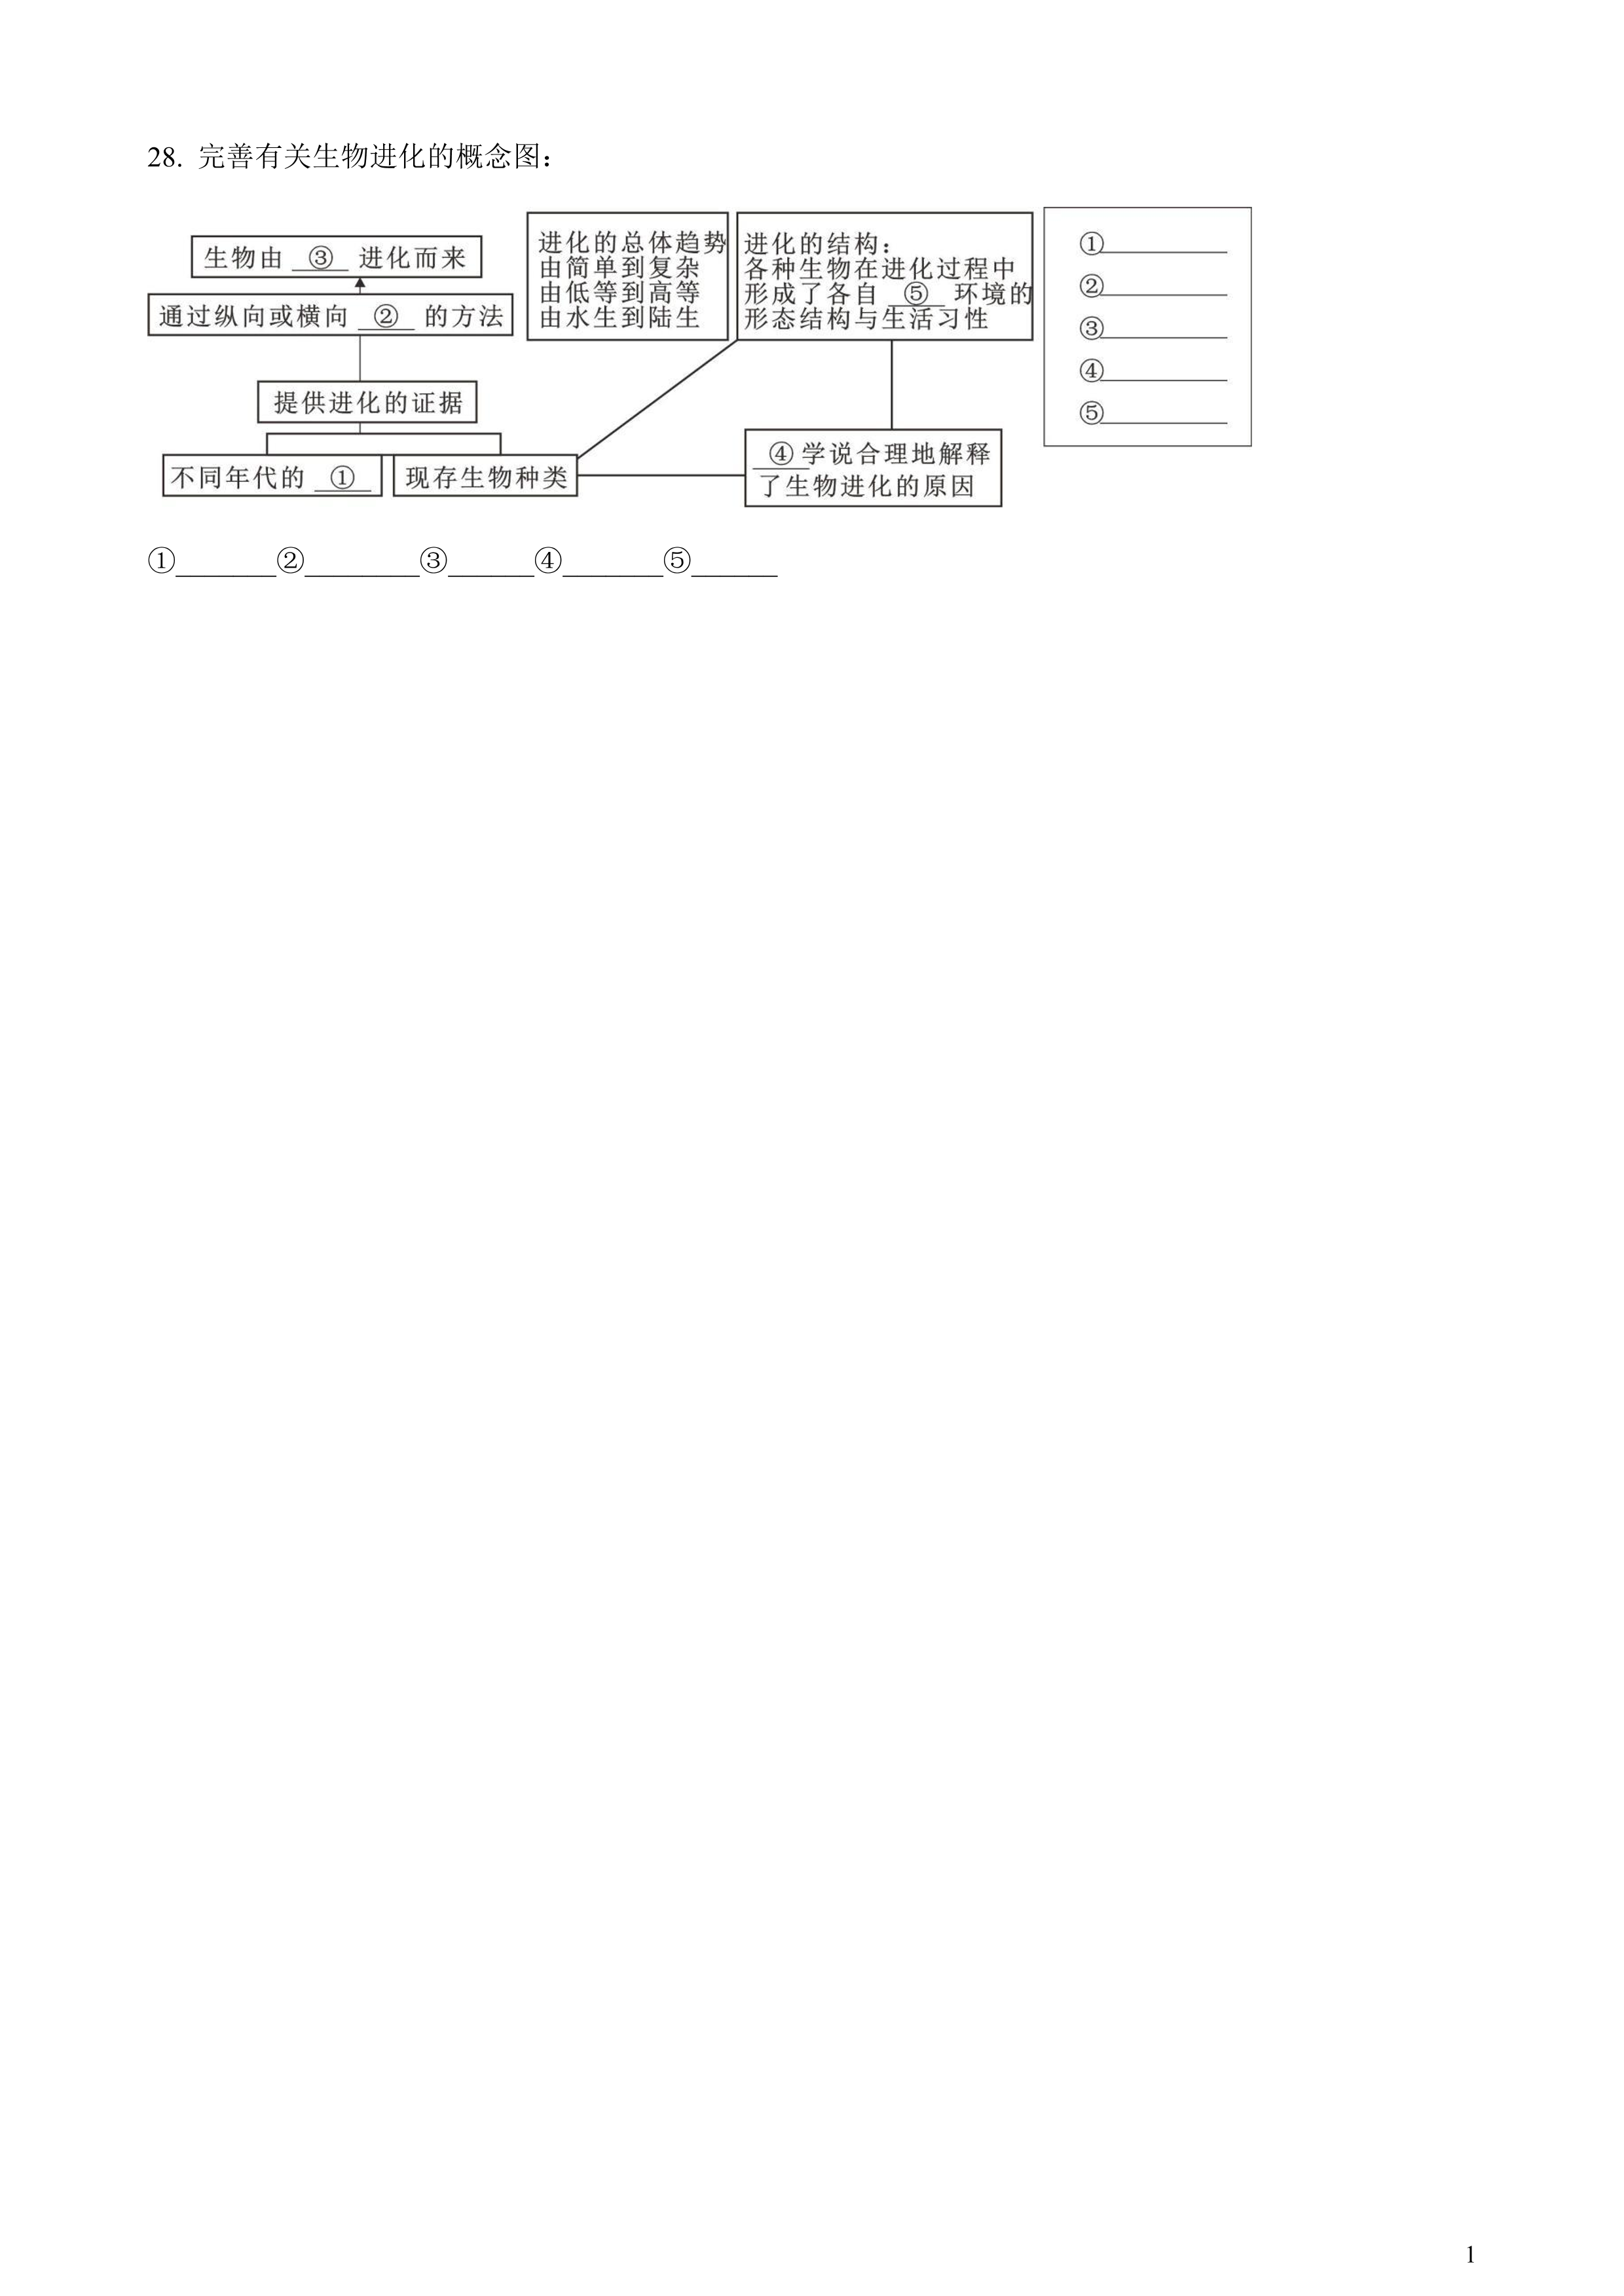 28. 完善有关生物进化的概念图：
生物由 ③ 进化而来
通过纵向或横向 ② 的方法
提供进化的证据
不同年代的 ①
现存生物种类
进化的总体趋势
由简单到复杂
由低等到高等
由水生到陆生
进化的结构：
各种生物在进化过程中
形成了各自 ⑤ 环境的
形态结构与生活习性
④学说合理地解释
了生物进化的原因
①
②
③
④
⑤
①_______②________③______④_______⑤______
1